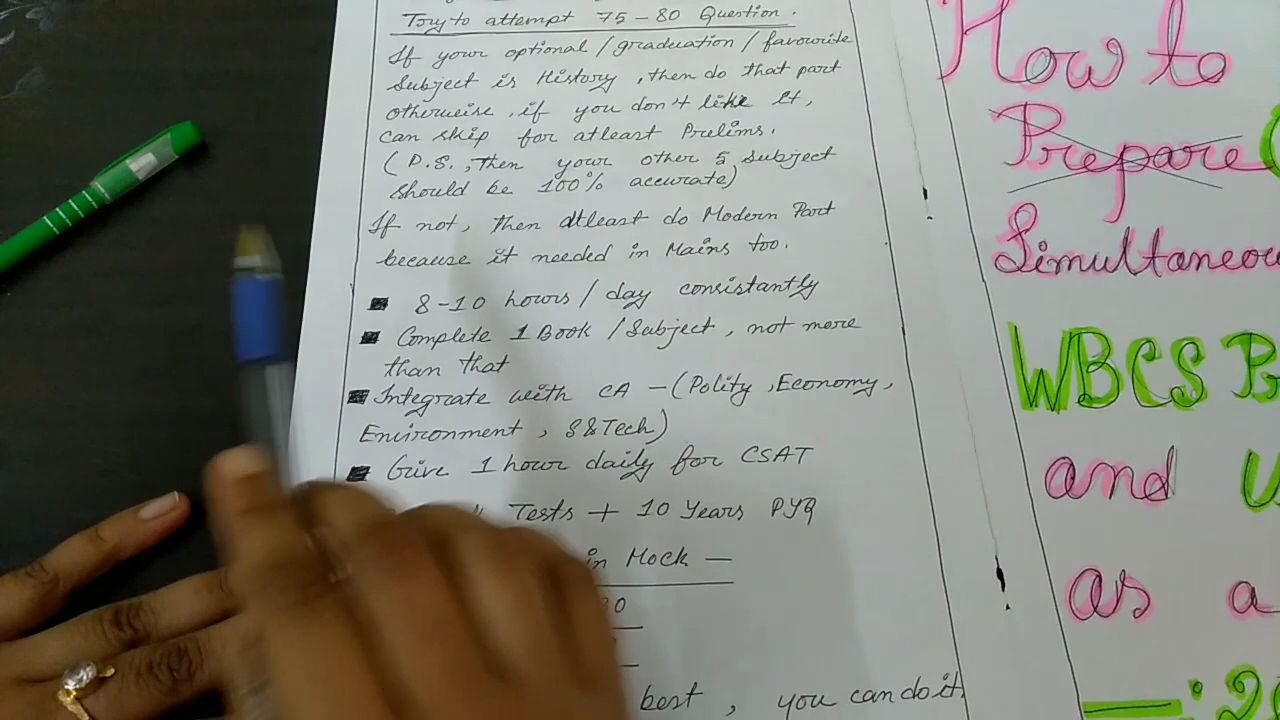 Try to attempt 75-80 Question.
If your optional/graduation/favourite
Subject is History, then do that part
otherweise, if you don't like it,
can skip for atleast Prelims.
(P.S., then your other 5 Subject
should be 100% accurate)
If not, then atleast do Modern Part
because it needed in Mains too.
8-10 hours/day consistantly
Complete 1 Book/Subject, not more
than that
Integrate with CA - (Polity, Economy,
Environment, S&Tech)
Give 1 hour daily for CSAT
Tests + 10 Years PYQ
in Mock -
best, you can do it.
How to
Prepare
Simultaneou
WBCS
and
as a